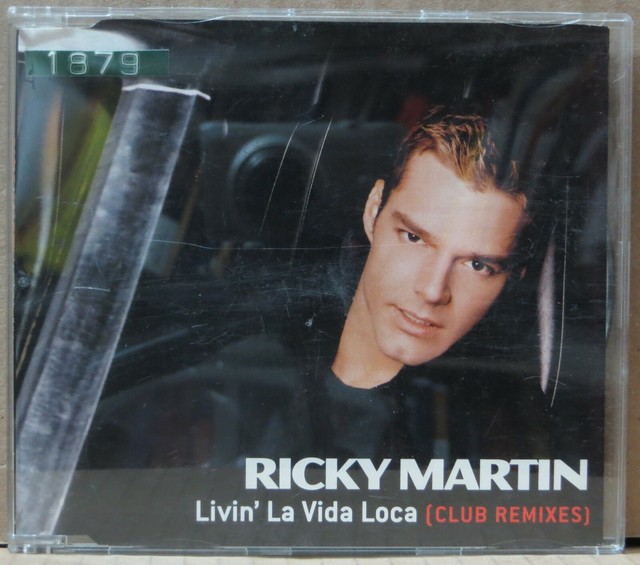 1879
RICKY MARTIN
Livin' La Vida Loca (CLUB REMIXES)